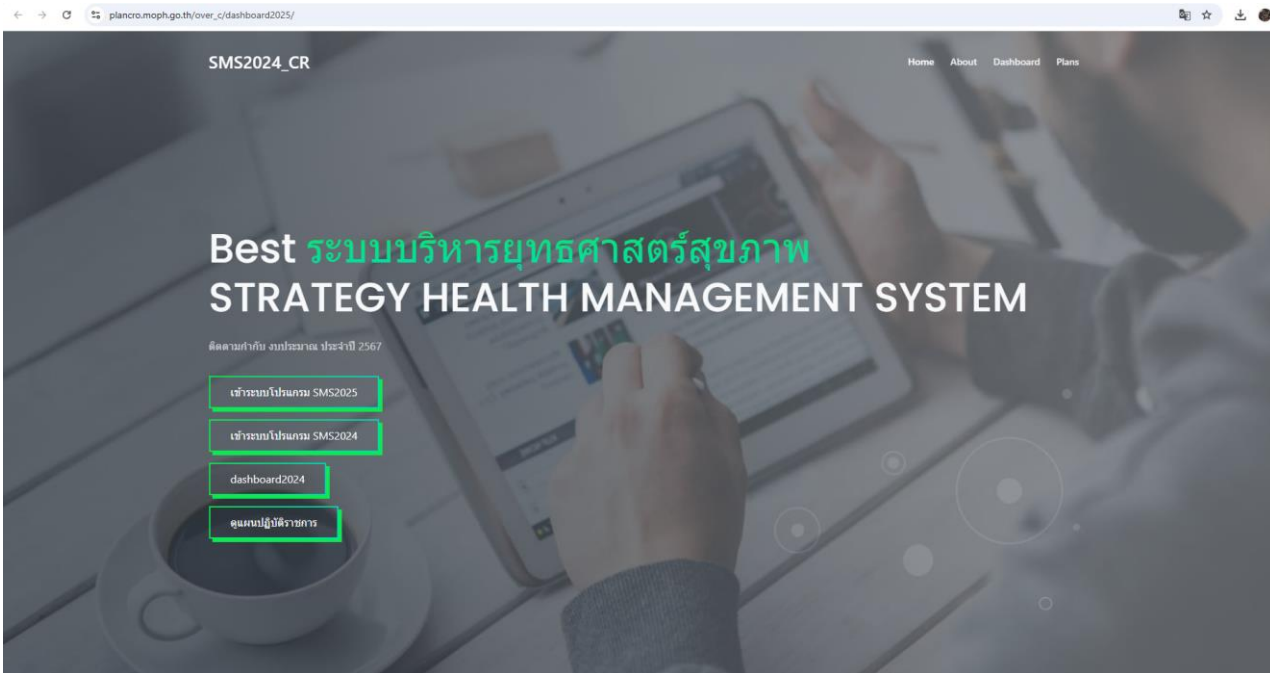 plancro.moph.go.th/over_c/dashboard2025/
SMS2024_CR
Home About Dashboard Plans
Best ระบบบริหารยุทธศาสตร์สุขภาพ
STRATEGY HEALTH MANAGEMENT SYSTEM
ติดตามกำกับ งบประมาณ ประจำปี 2567
เข้าระบบโปรแกรม SMS2025
เข้าระบบโปรแกรม SMS2024
dashboard2024
ดูแผนปฏิบัติราชการ